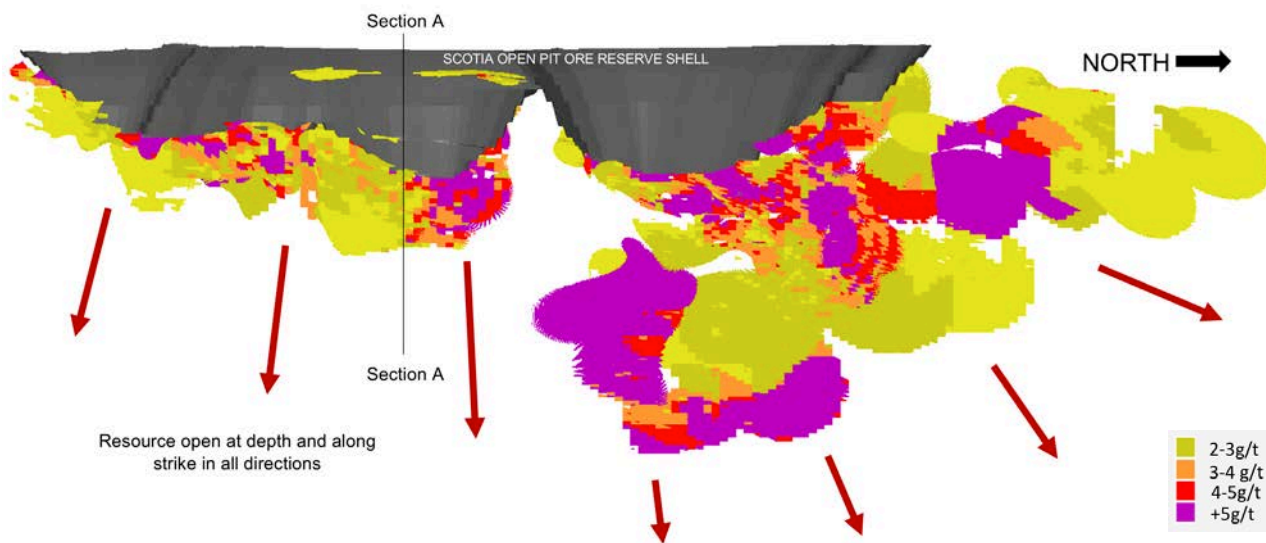 Section A
SCOTIA OPEN PIT ORE RESERVE SHELL
NORTH
Section A
Resource open at depth and along
strike in all directions
2-3g/t
3-4 g/t
4-5g/t
+5g/t